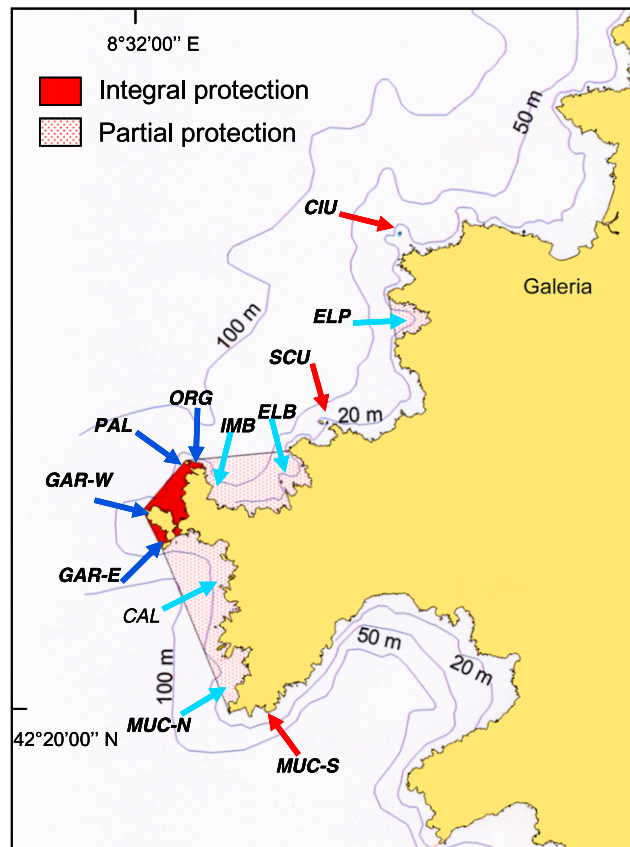 8°32'00'' E
Integral protection
Partial protection
50 m
CIU
Galeria
100 m
ELP
SCU
ORG
20 m
IMB
ELB
PAL
GAR-W
GAR-E
CAL
50 m
20 m
100 m
MUC-N
42°20'00'' N
MUC-S